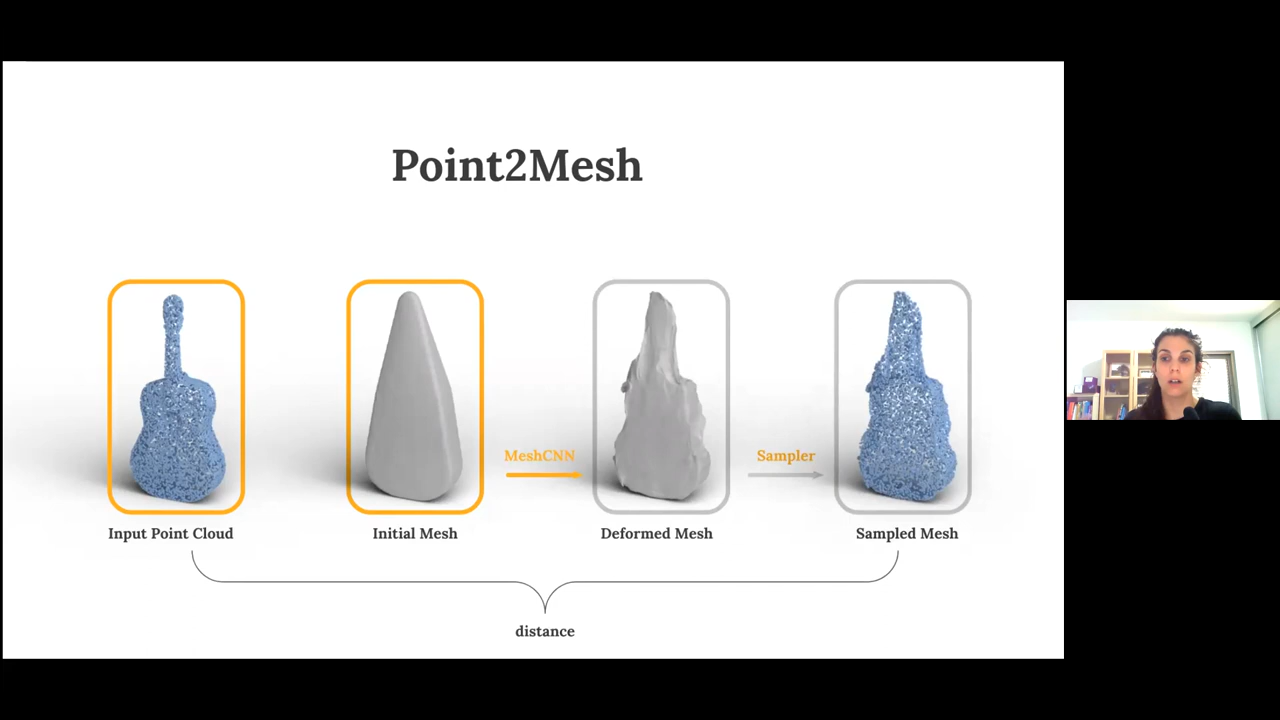 Point2Mesh
MeshCNN
Sampler
Input Point Cloud
Initial Mesh
Deformed Mesh
Sampled Mesh
distance